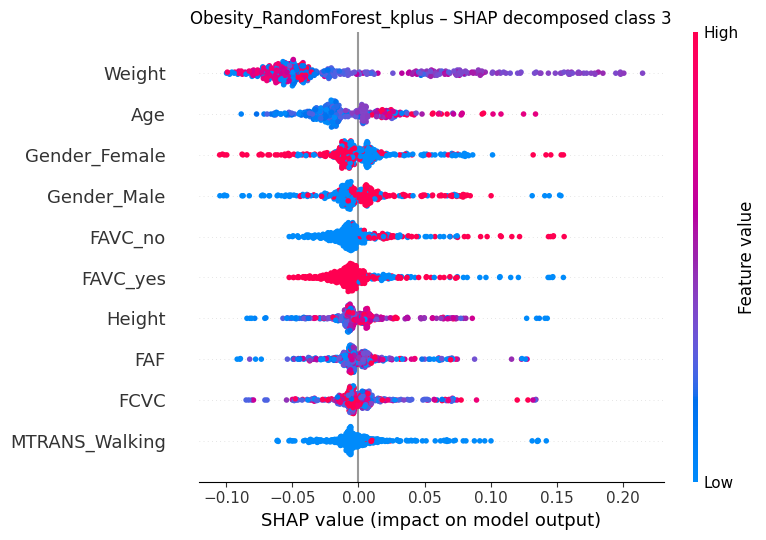 Obesity_RandomForest_kplus – SHAP decomposed class 3
High
Weight
Age
Gender_Female
Gender_Male
FAVC_no
FAVC_yes
Height
FAF
FCVC
MTRANS_Walking
Feature value
Low
−0.10 −0.05 0.00 0.05 0.10 0.15 0.20
SHAP value (impact on model output)